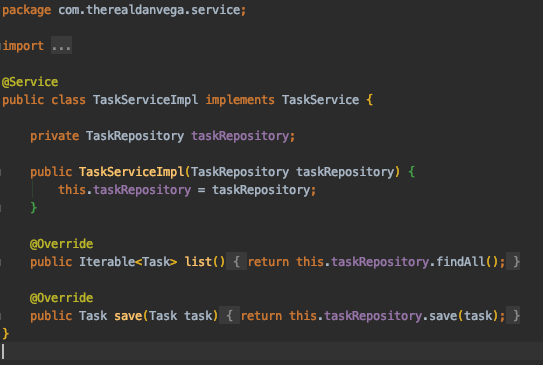 package com.therealdanvega.service;
import ...
@Service
public class TaskServiceImpl implements TaskService {
private TaskRepository taskRepository;
public TaskServiceImpl(TaskRepository taskRepository) {
this.taskRepository = taskRepository;
}
@Override
public Iterable<Task> list() { return this.taskRepository.findAll(); }
@Override
public Task save(Task task) { return this.taskRepository.save(task); }
}